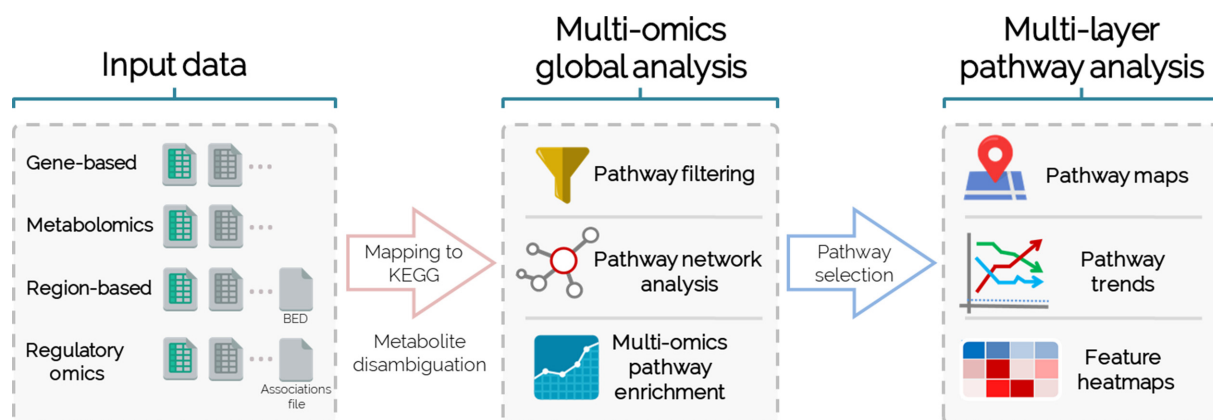 Input data
Gene-based
...
Metabolomics
...
Region-based
...
BED
Regulatory
omics
...
Associations
file
Mapping to
KEGG
Metabolite
disambiguation
Multi-omics
global analysis
Pathway filtering
Pathway network
analysis
Multi-omics
pathway
enrichment
Pathway
selection
Multi-layer
pathway analysis
Pathway maps
Pathway
trends
Feature
heatmaps